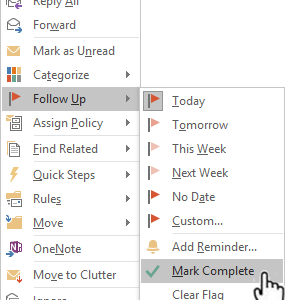 Reply All
Forward
Mark as Unread
Categorize
Follow Up
Assign Policy
Find Related
Quick Steps
Rules
Move
OneNote
Move to Clutter
Today
Tomorrow
This Week
Next Week
No Date
Custom...
Add Reminder...
Mark Complete
Clear Flag